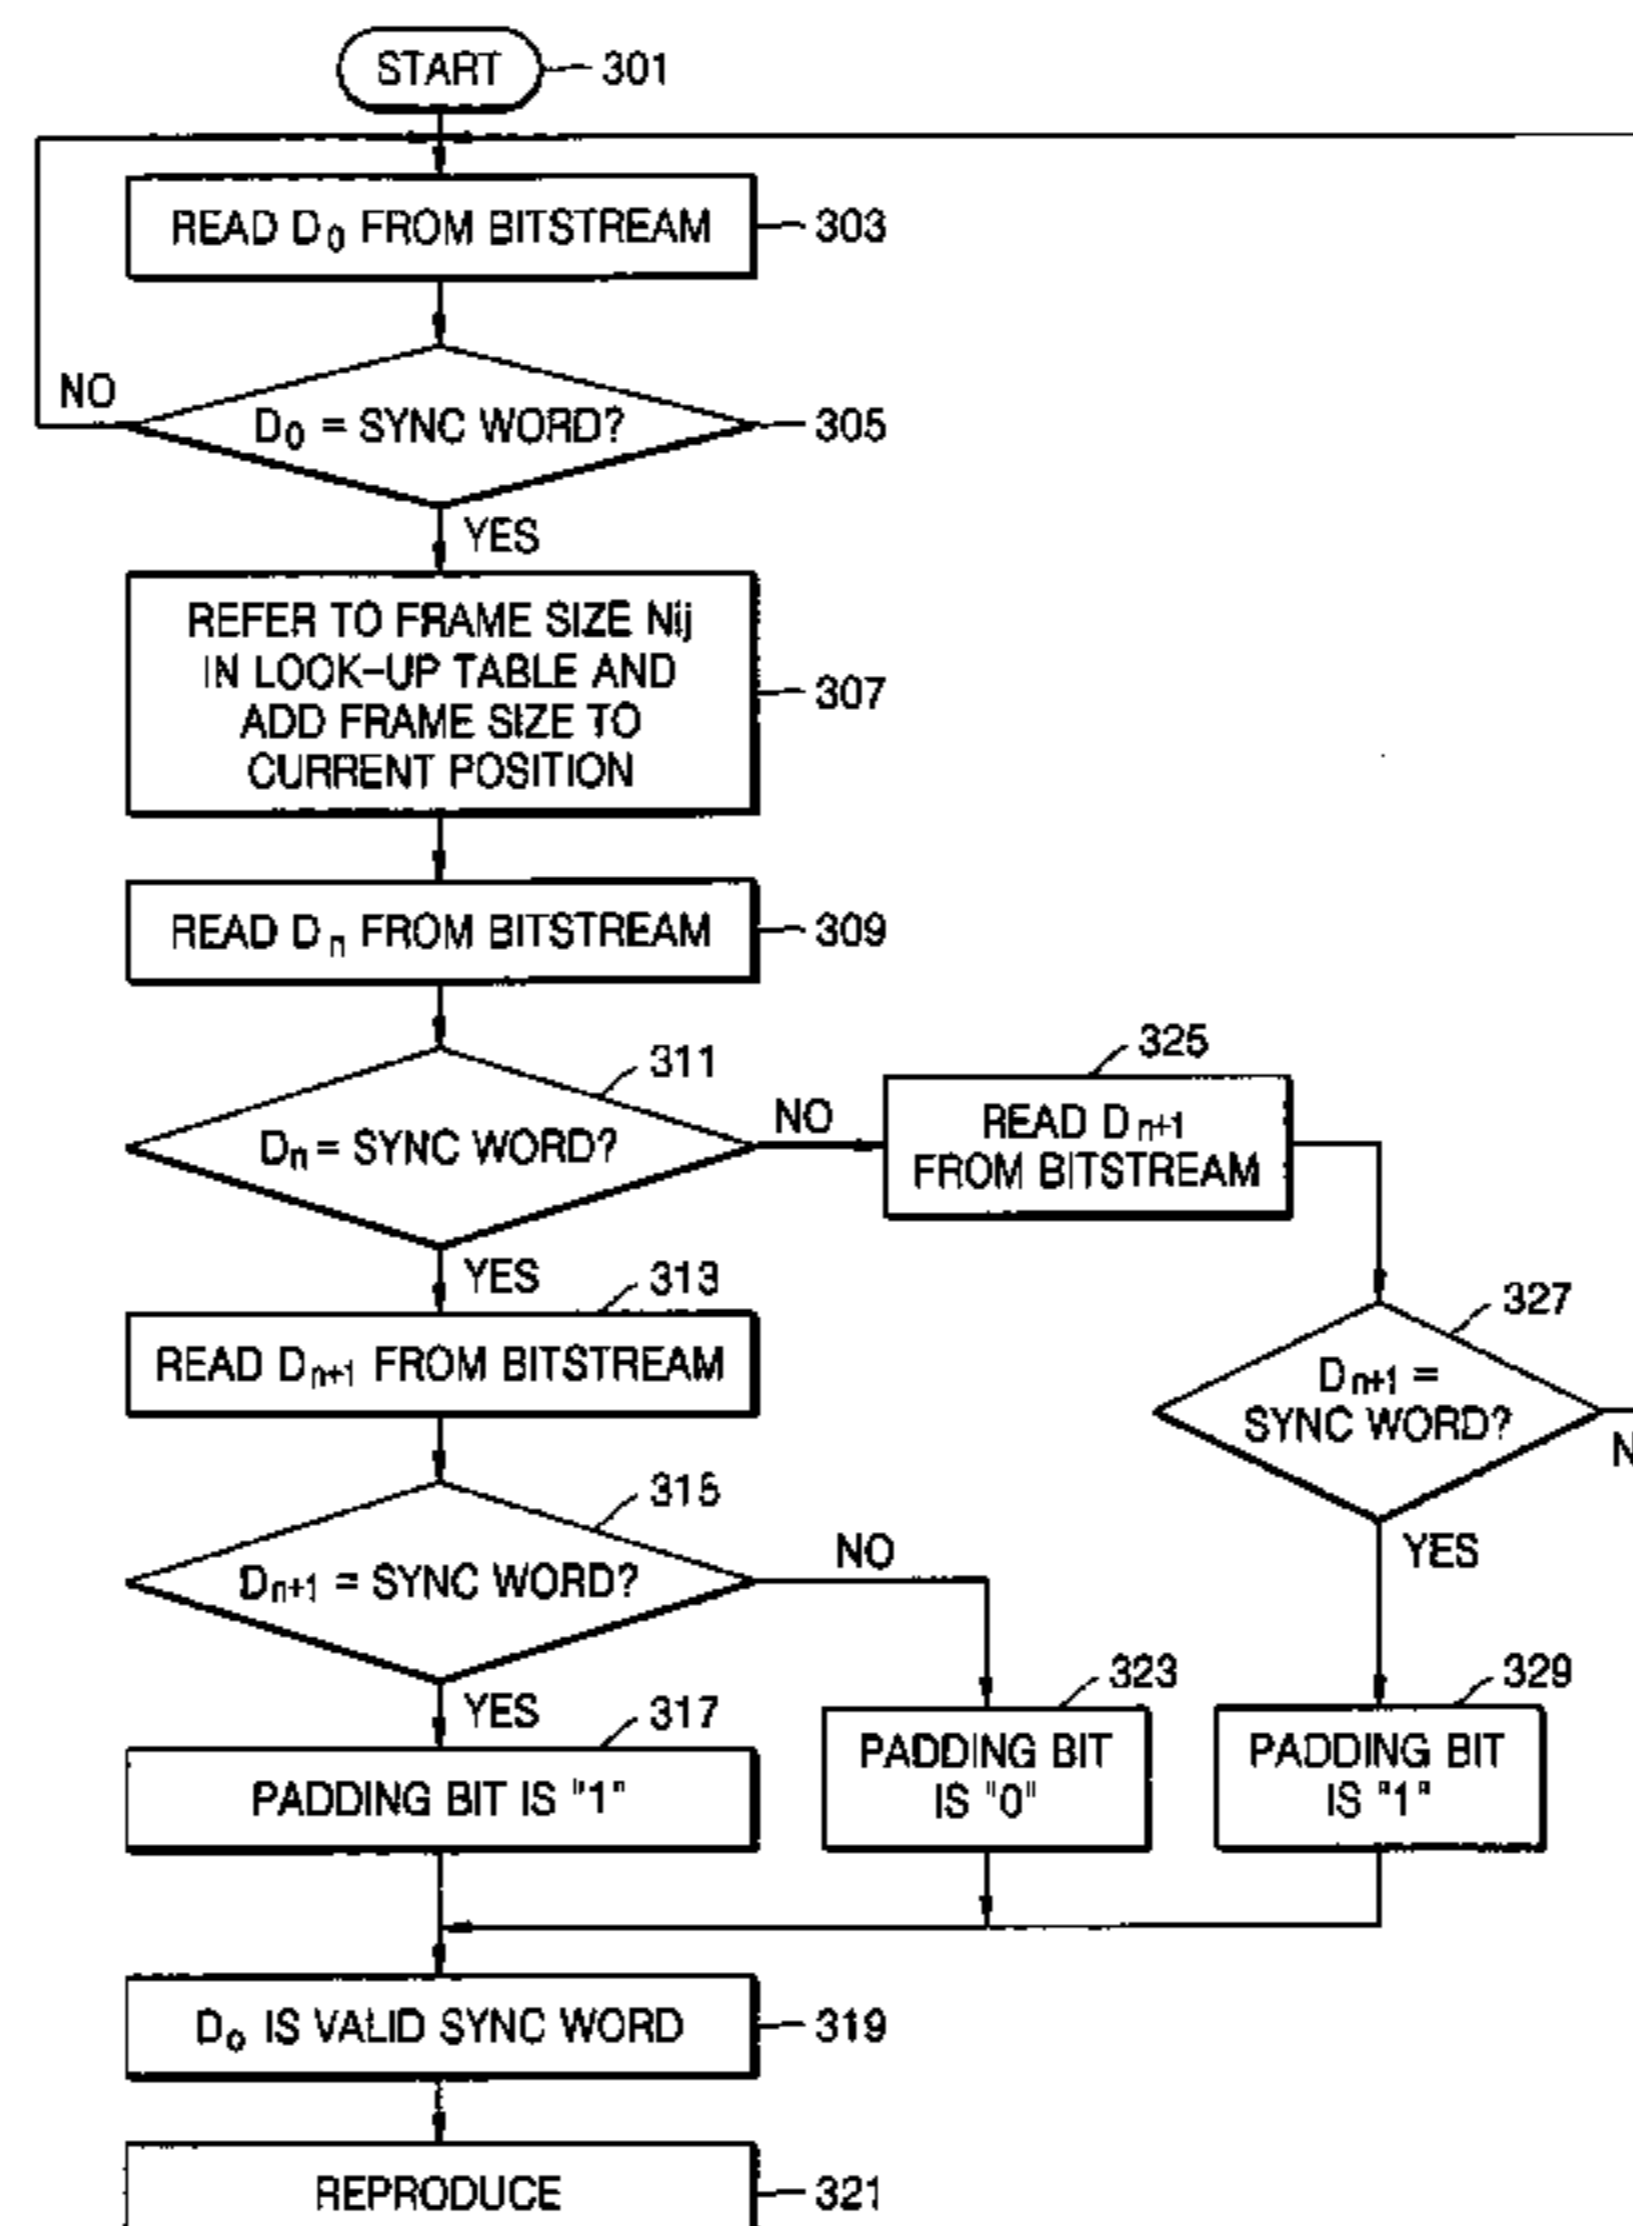 START
301
READ D0 FROM BITSTREAM
303
NO
D0 = SYNC WORD?
305
YES
REFER TO FRAME SIZE Nij
IN LOOK-UP TABLE AND
ADD FRAME SIZE TO
CURRENT POSITION
307
READ Dn FROM BITSTREAM
309
311
Dn = SYNC WORD?
NO
325
READ Dn+1
FROM BITSTREAM
YES
313
READ Dn+1 FROM BITSTREAM
327
Dn+1 =
SYNC WORD?
N
315
Dn+1 = SYNC WORD?
NO
YES
YES
317
PADDING BIT IS "1"
323
PADDING BIT
IS "0"
329
PADDING BIT
IS "1"
Do IS VALID SYNC WORD
319
REPRODUCE
321